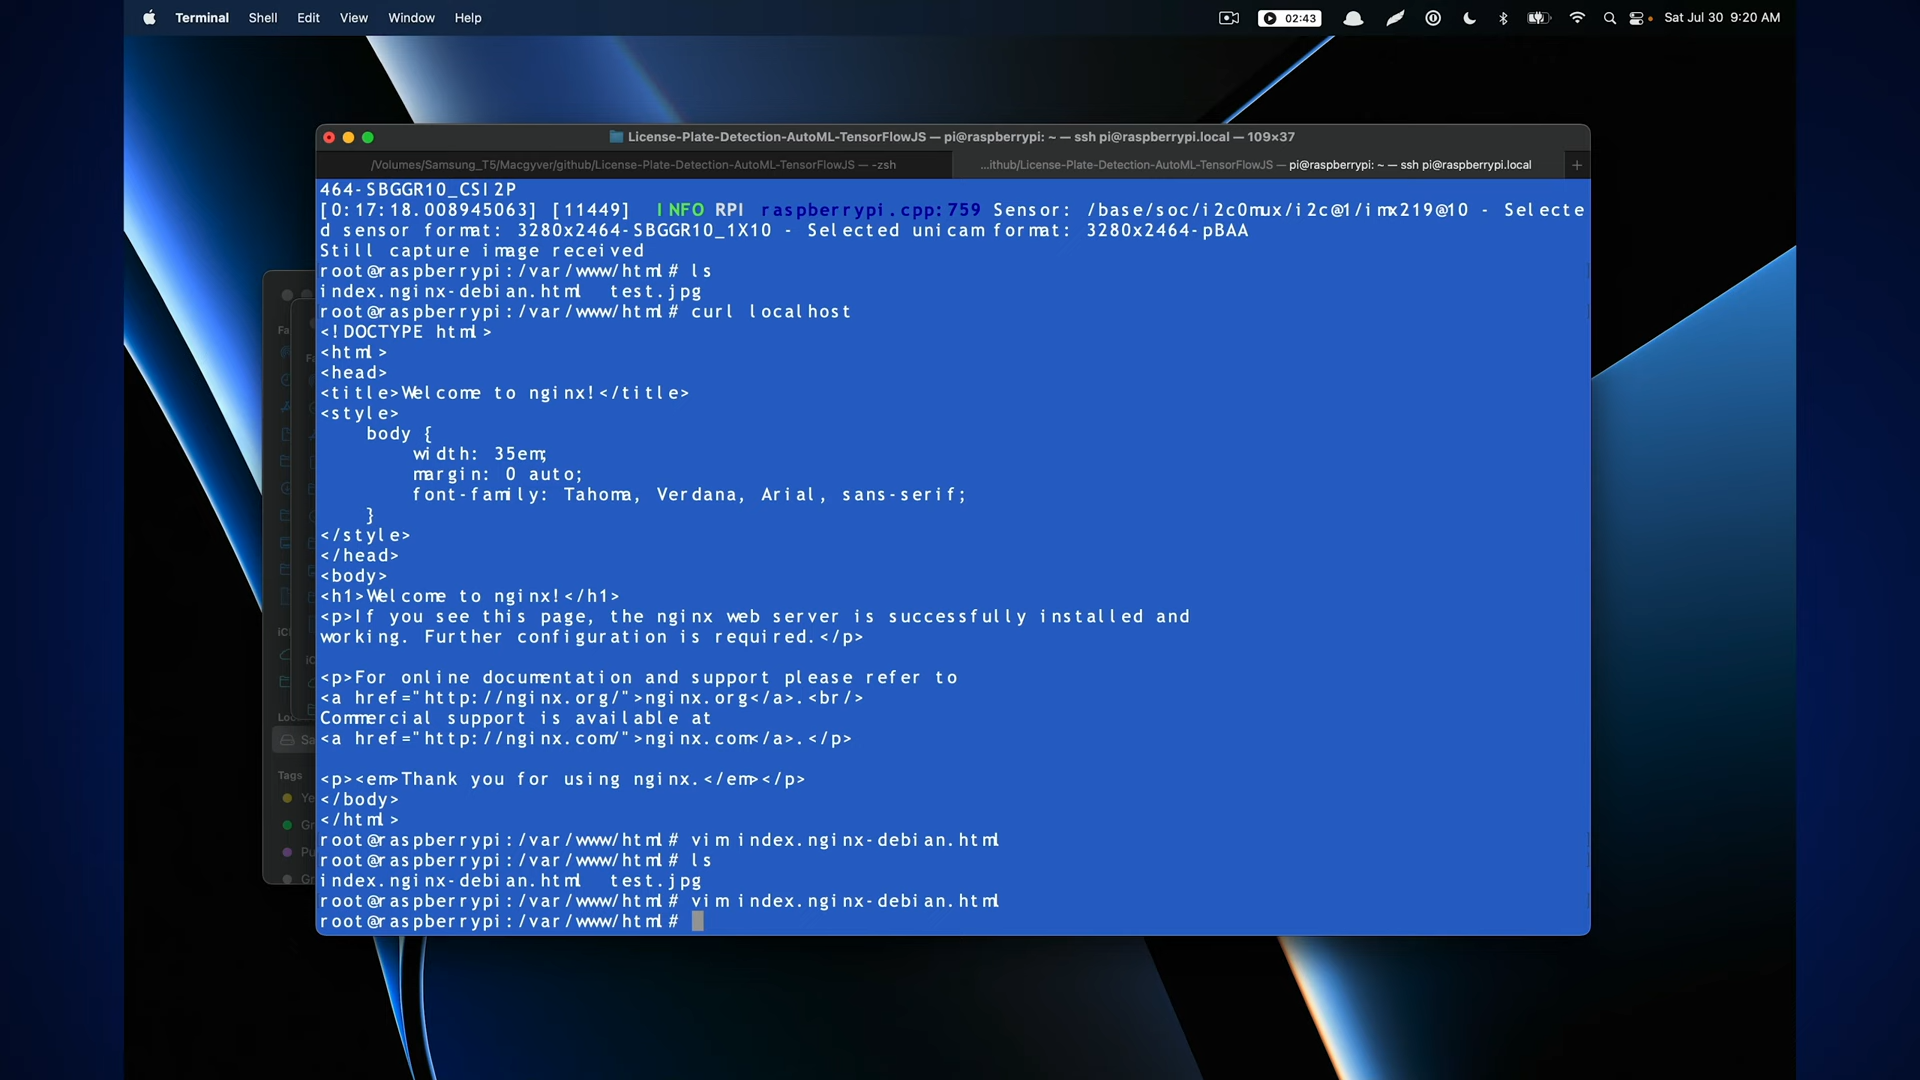 Terminal Shell Edit View Window Help 02:43 Sat Jul 30 9:20 AM
License-Plate-Detection-AutoML-TensorFlowJS — pi@raspberrypi: ~ — ssh pi@raspberrypi.local — 109×37
/Volumes/Samsung_T5/Macgyver/github/License-Plate-Detection-AutoML-TensorFlowJS — -zsh
...ithub/License-Plate-Detection-AutoML-TensorFlowJS — pi@raspberrypi: ~ — ssh pi@raspberrypi.local
464-SBGGR10_CSI2P
[0:17:18.008945063] [11449]  INFO RPI raspberrypi.cpp:759 Sensor: /base/soc/i2c0mux/i2c@1/imx219@10 - Selecte
d sensor format: 3280x2464-SBGGR10_1X10 - Selected unicam format: 3280x2464-pBAA
Still capture image received
root@raspberrypi:/var/www/html# ls
index.nginx-debian.html  test.jpg
root@raspberrypi:/var/www/html# curl localhost
<!DOCTYPE html>
<html>
<head>
<title>Welcome to nginx!</title>
<style>
body {
width: 35em;
margin: 0 auto;
font-family: Tahoma, Verdana, Arial, sans-serif;
}
</style>
</head>
<body>
<h1>Welcome to nginx!</h1>
<p>If you see this page, the nginx web server is successfully installed and
working. Further configuration is required.</p>
<p>For online documentation and support please refer to
<a href="http://nginx.org/">nginx.org</a>.<br/>
Commercial support is available at
<a href="http://nginx.com/">nginx.com</a>.</p>
<p><em>Thank you for using nginx.</em></p>
</body>
</html>
root@raspberrypi:/var/www/html# vim index.nginx-debian.html
root@raspberrypi:/var/www/html# ls
index.nginx-debian.html  test.jpg
root@raspberrypi:/var/www/html# vim index.nginx-debian.html
root@raspberrypi:/var/www/html#
Tags